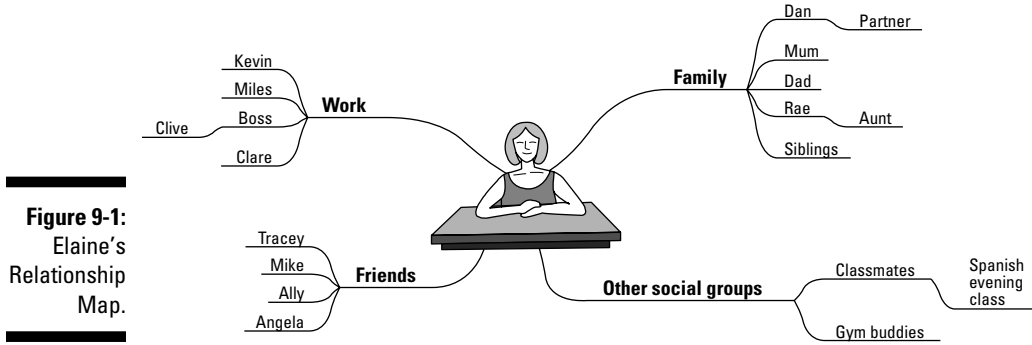 Figure 9-1:
Elaine’s
Relationship
Map.
Work
Kevin
Miles
Boss
Clive
Clare
Family
Dan
Partner
Mum
Dad
Rae
Aunt
Siblings
Friends
Tracey
Mike
Ally
Angela
Other social groups
Classmates
Spanish
evening
class
Gym buddies